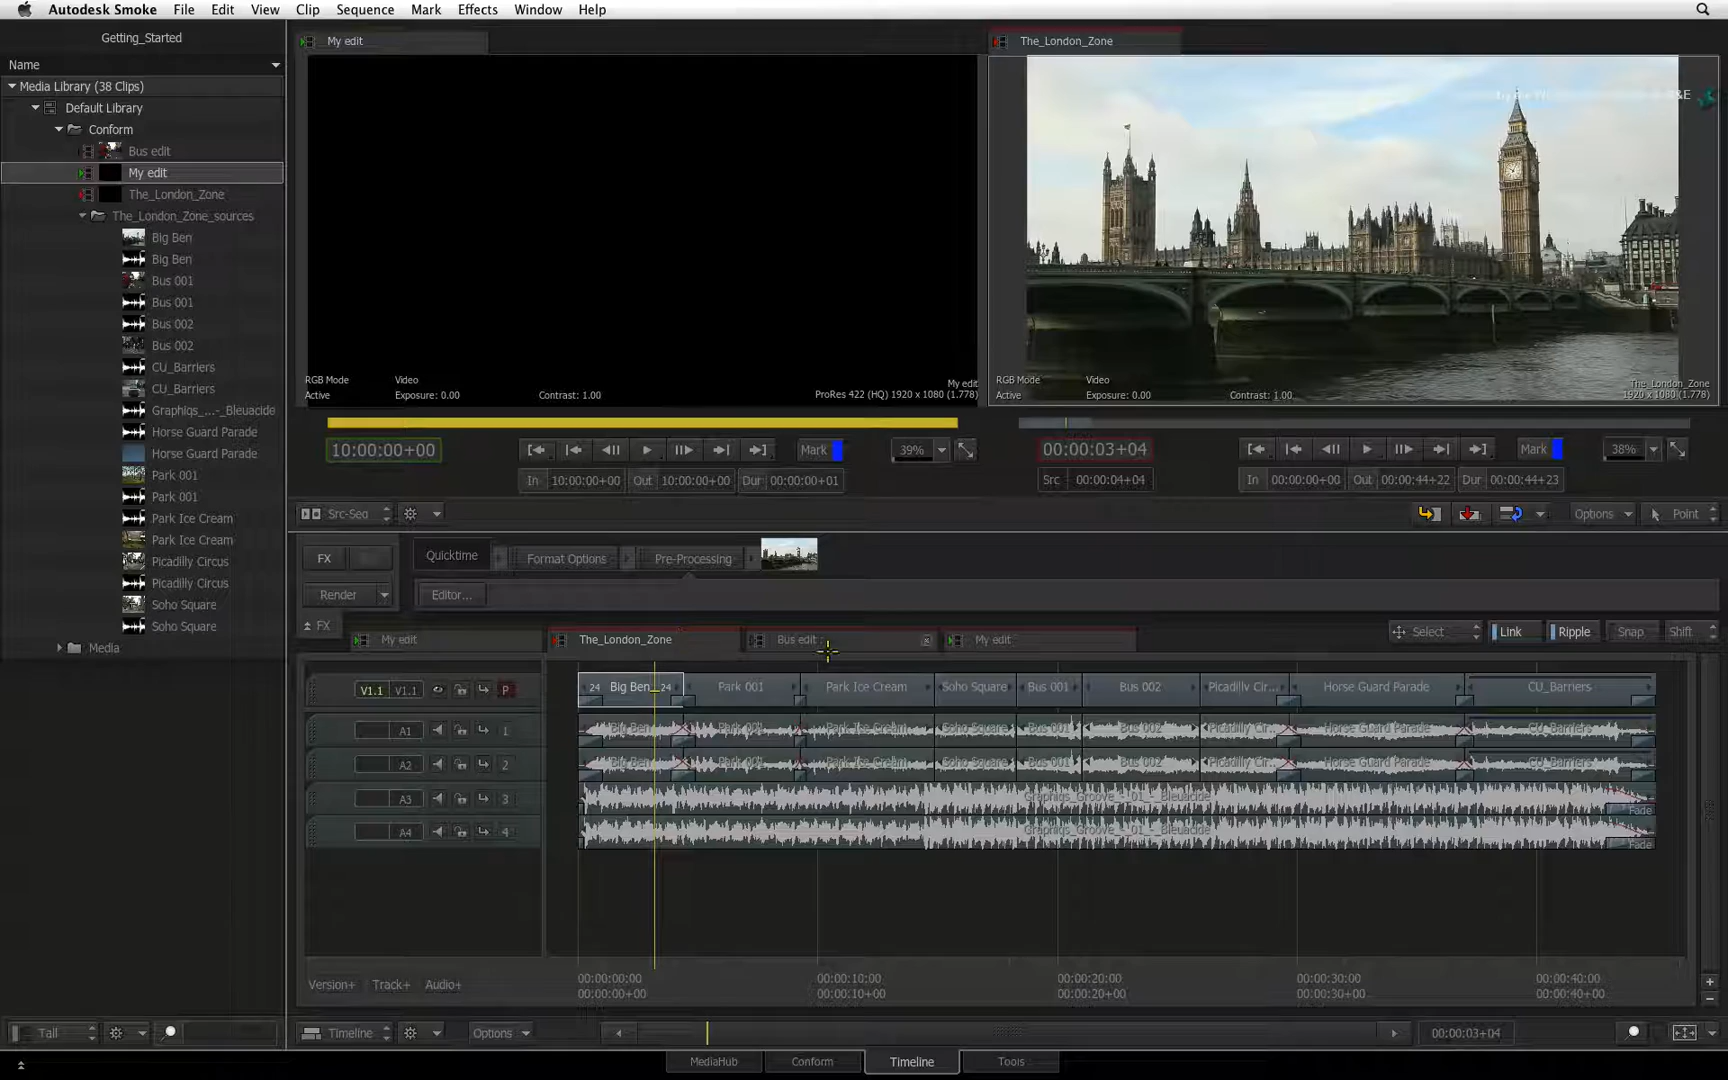 Autodesk Smoke File Edit View Clip Sequence Mark Effects Window Help
Getting_Started
Name
Media Library (38 Clips)
Default Library
Conform
Bus edit
My edit
The_London_Zone
The_London_Zone_sources
Big Ben
Big Ben
Bus 001
Bus 001
Bus 002
Bus 002
CU_Barriers
CU_Barriers
Graphiqs_...-_Bleuacide
Horse Guard Parade
Horse Guard Parade
Park 001
Park 001
Park Ice Cream
Park Ice Cream
Picadilly Circus
Picadilly Circus
Soho Square
Soho Square
Media
My edit
The_London_Zone
RGB Mode Video
Active Exposure: 0.00 Contrast: 1.00
My edit
ProRes 422 (HQ) 1920 x 1080 (1.778)
RGB Mode Video
Active Exposure: 0.00 Contrast: 1.00
The_London_Zone
1920 x 1080 (1.778)
10:00:00+00 Mark 39%
In 10:00:00+00 Out 10:00:00+00 Dur 00:00:00+01
00:00:03+04 Mark 38%
Src 00:00:04+04 In 00:00:00+00 Out 00:00:44+22 Dur 00:00:44+23
Src-Seq Options Point
FX Quicktime Format Options Pre-Processing
Render Editor...
FX
My edit The_London_Zone Bus edit My edit Select Link Ripple Snap Shift
V1.1 V1.1 P 24 Big Ben 24 Park 001 Park Ice Cream Soho Square Bus 001 Bus 002 Picadilly Cir... Horse Guard Parade CU_Barriers
A1 1 Big Ben Park 001 Park Ice Cream Soho Square Bus 001 Bus 002 Picadilly Cir... Horse Guard Parade CU_Barriers
A2 2 Big Ben Park 001 Park Ice Cream Soho Square Bus 001 Bus 002 Picadilly Cir... Horse Guard Parade CU_Barriers
A3 3 Graphiqs_Groove_-_01_-_Bleuacide Fade
A4 4 Graphiqs_Groove_-_01_-_Bleuacide Fade
Version+ Track+ Audio+
00:00:00:00 00:00:10:00 00:00:20:00 00:00:30:00 00:00:40:00
00:00:00+00 00:00:10+00 00:00:20+00 00:00:30+00 00:00:40+00
Tall Timeline Options 00:00:03+04
MediaHub Conform Timeline Tools